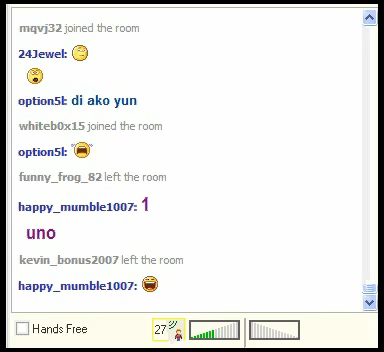 mqvj32 joined the room
24Jewel:
option5l: di ako yun
whiteb0x15 joined the room
option5l:
funny_frog_82 left the room
happy_mumble1007: 1
uno
kevin_bonus2007 left the room
happy_mumble1007:
Hands Free
27